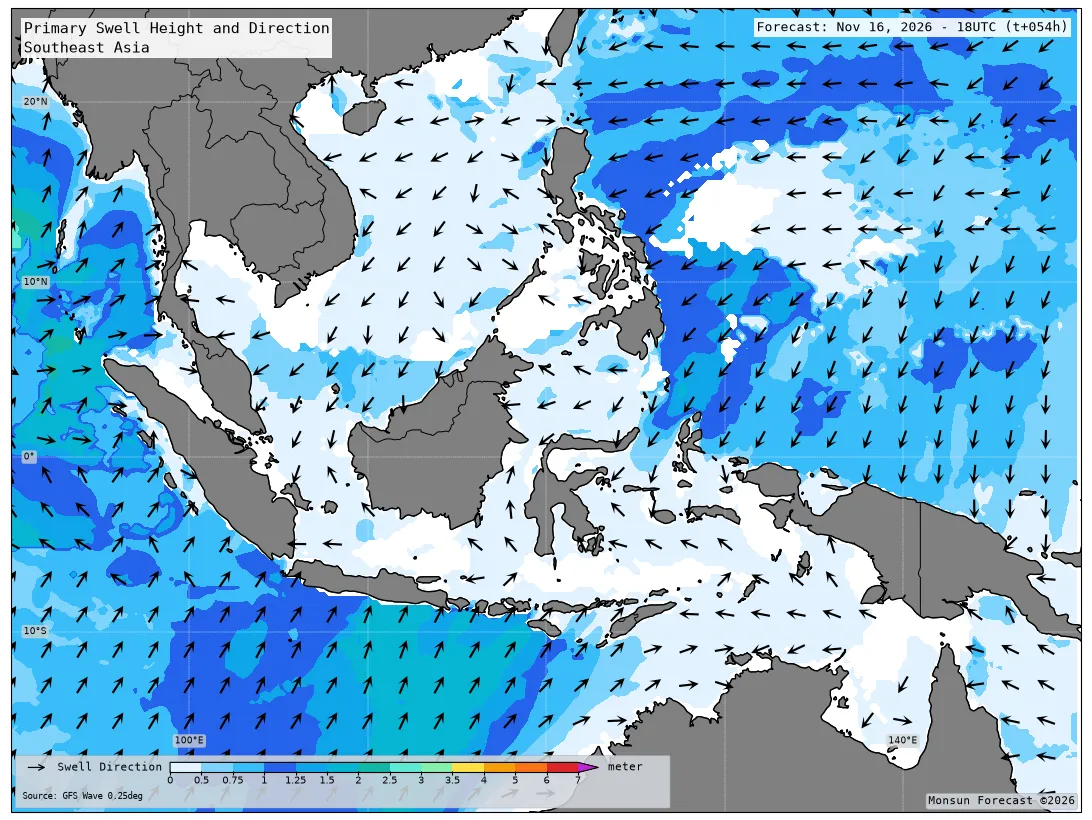 Primary Swell Height and Direction
Southeast Asia
Forecast: Nov 16, 2026 - 18UTC (t+054h)
20°N
10°N
0°
10°S
100°E
140°E
Swell Direction
0 0.5 0.75 1 1.25 1.5 2 2.5 3 3.5 4 5 6 7
meter
Source: GFS Wave 0.25deg
Monsun Forecast ©2026